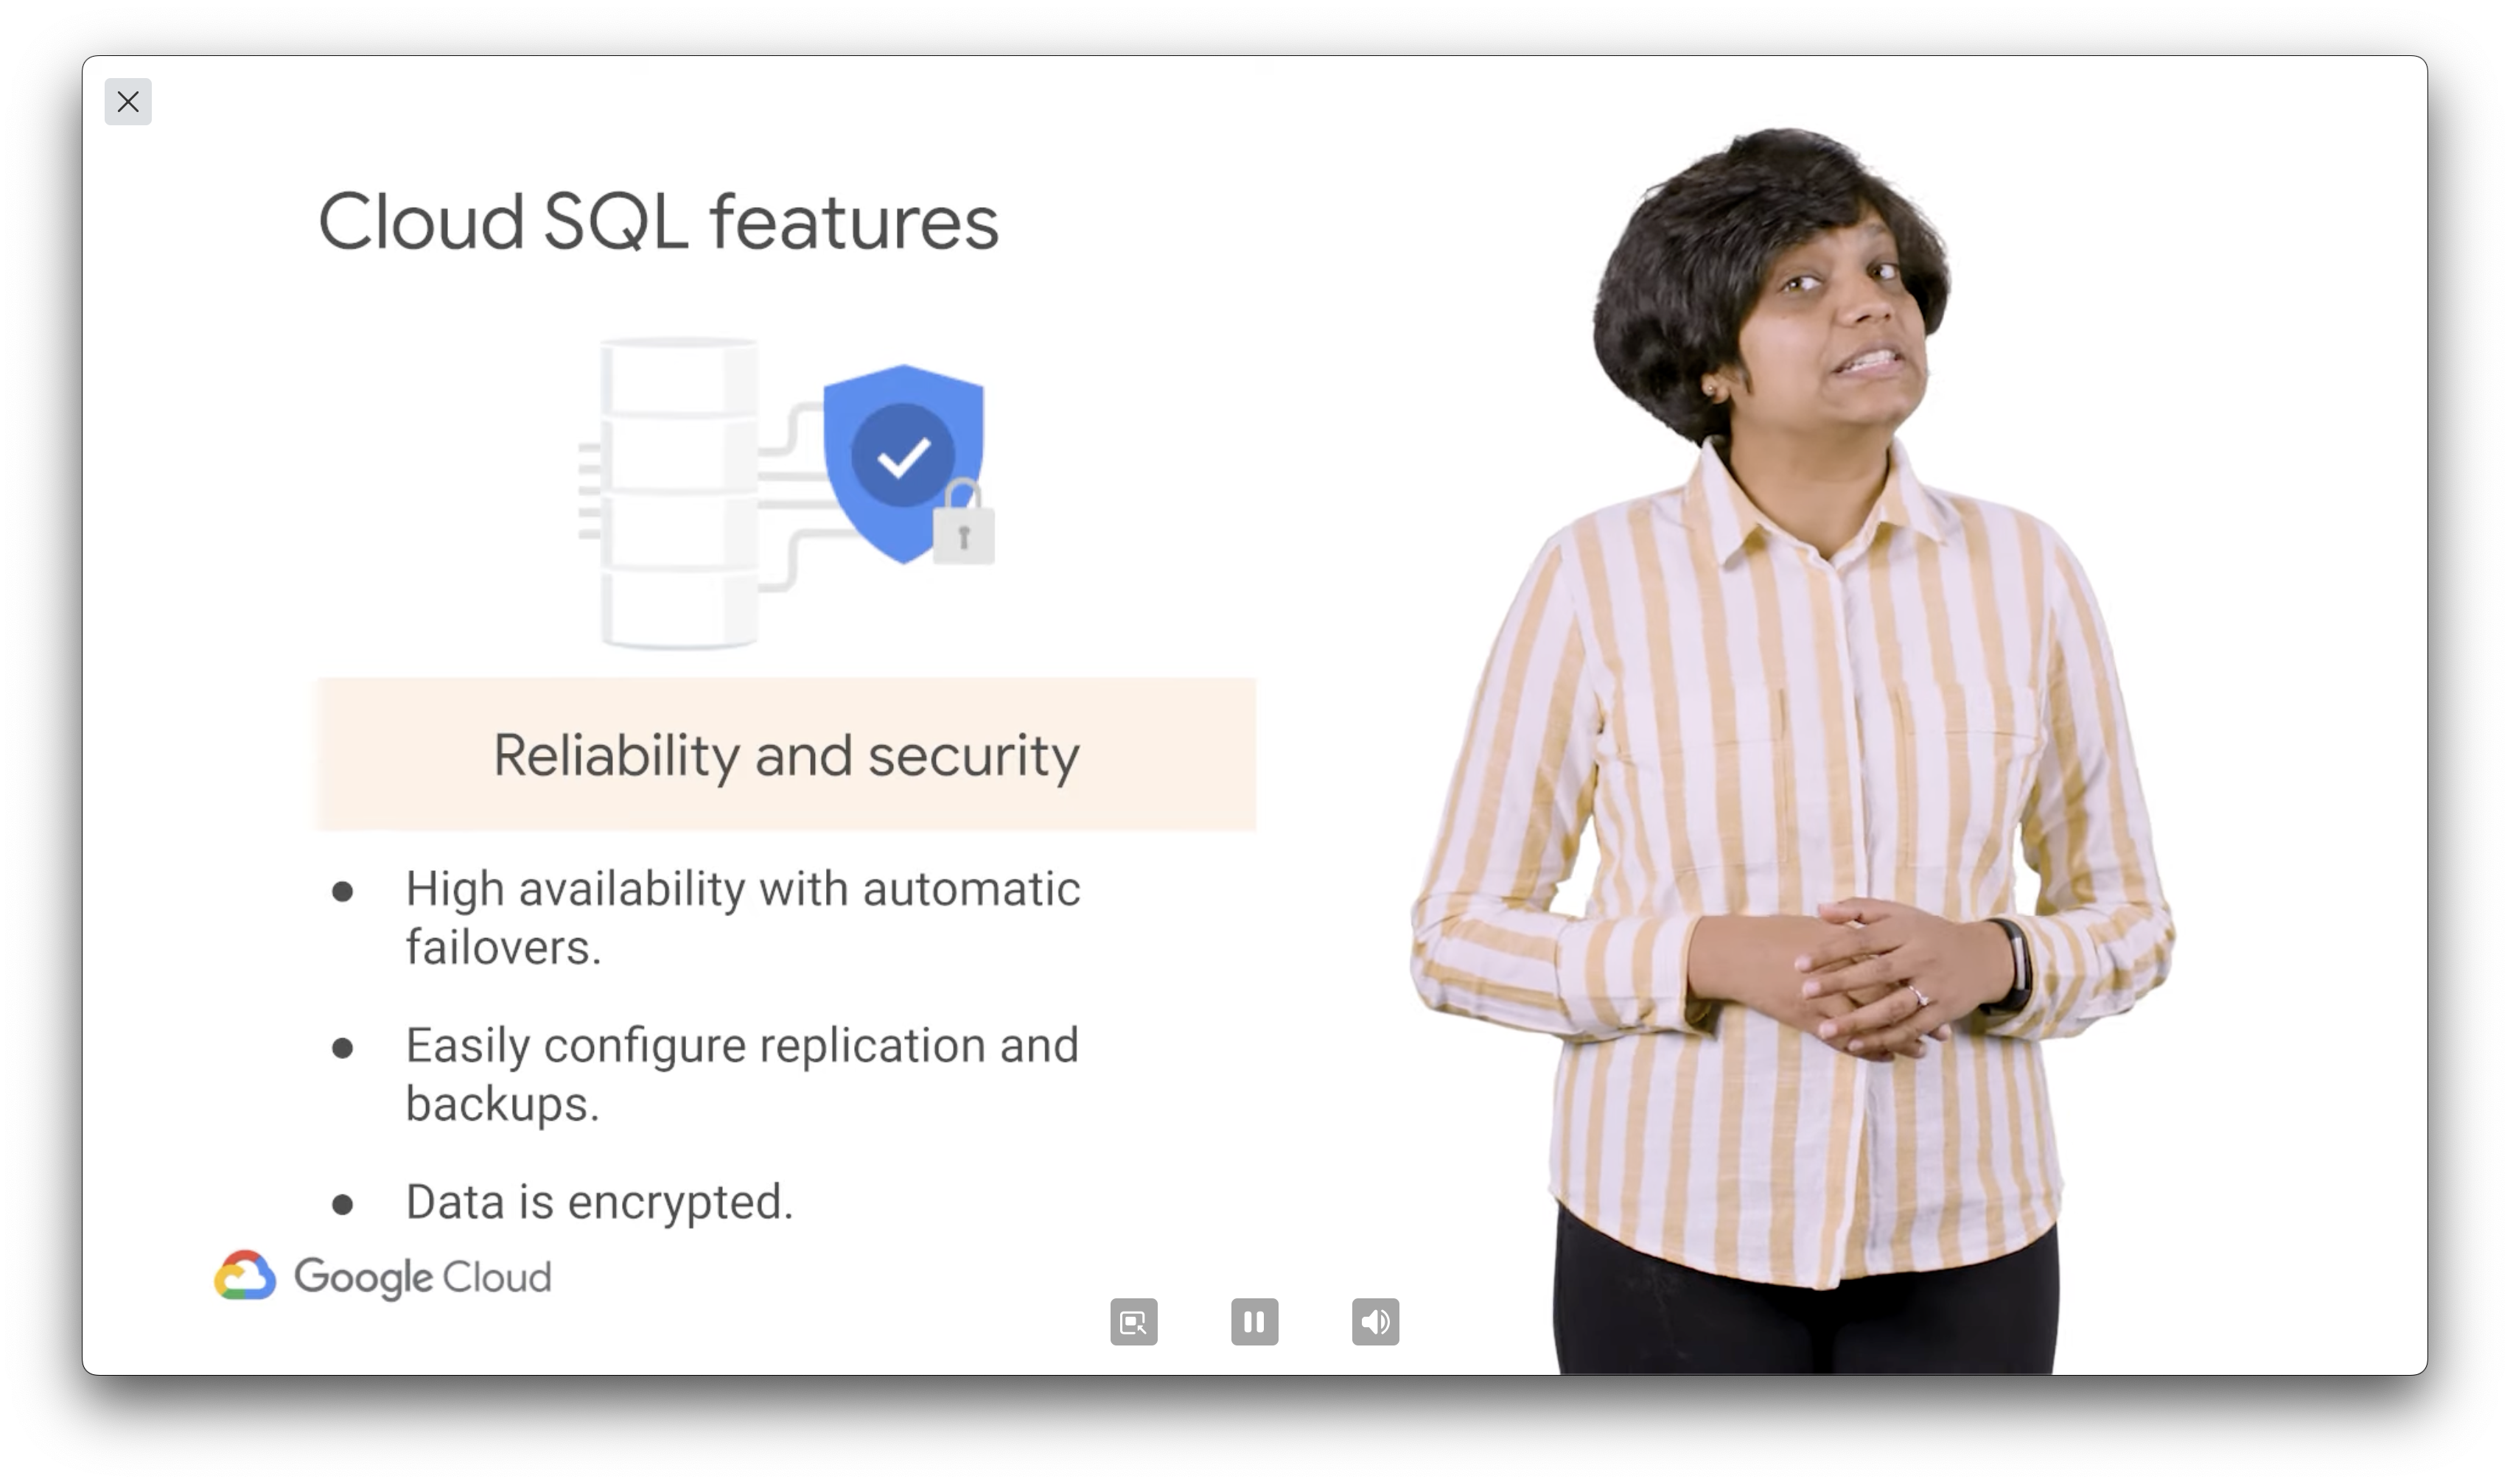 Cloud SQL features
Reliability and security
● High availability with automatic
failovers.
● Easily configure replication and
backups.
● Data is encrypted.
Google Cloud